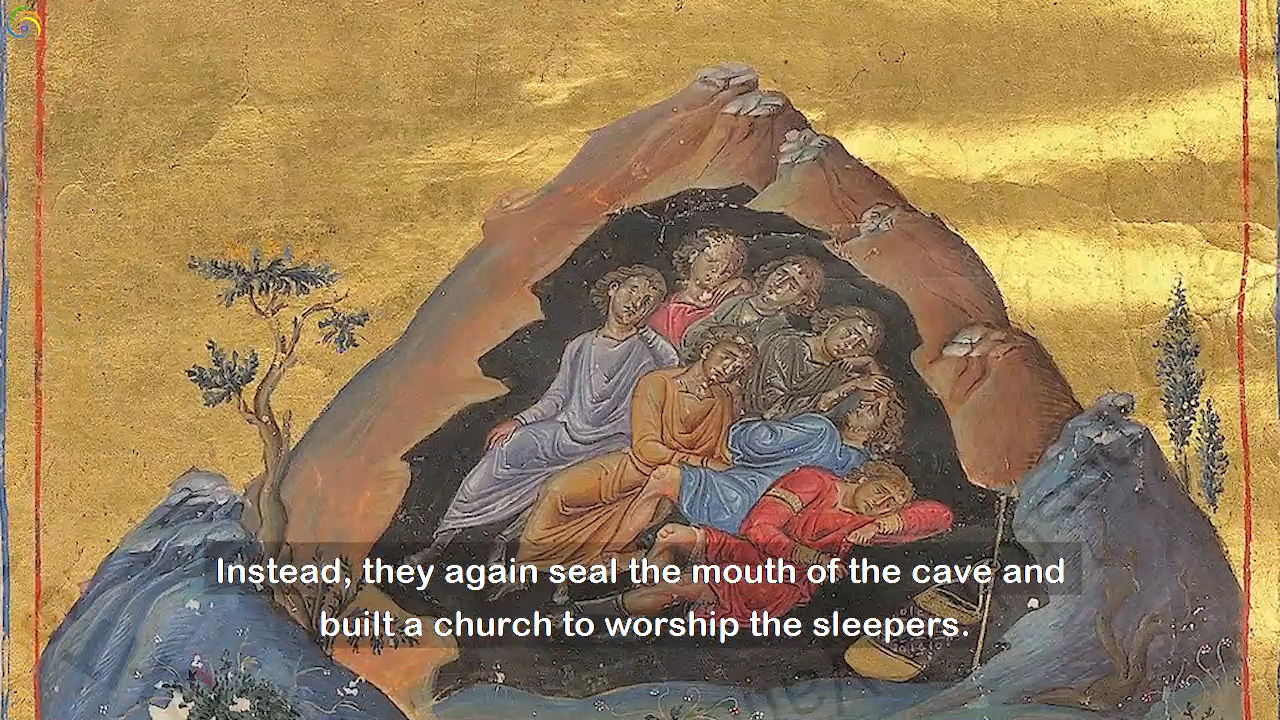 Instead, they again seal the mouth of the cave and
built a church to worship the sleepers.